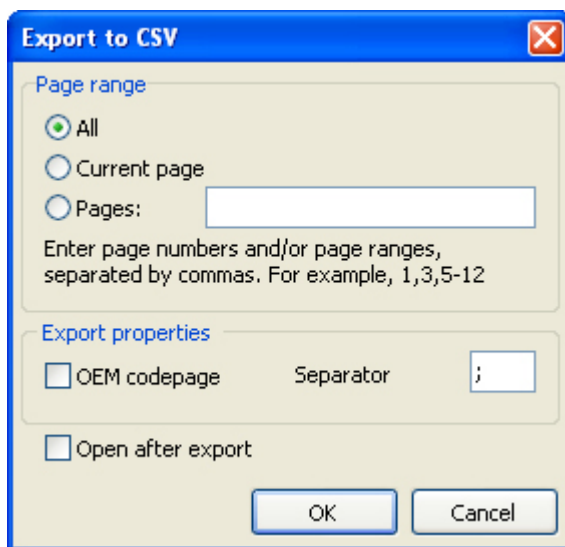 Export to CSV
Page range
All
Current page
Pages:
Enter page numbers and/or page ranges,
separated by commas. For example, 1,3,5-12
Export properties
OEM codepage Separator ;
Open after export
OK Cancel